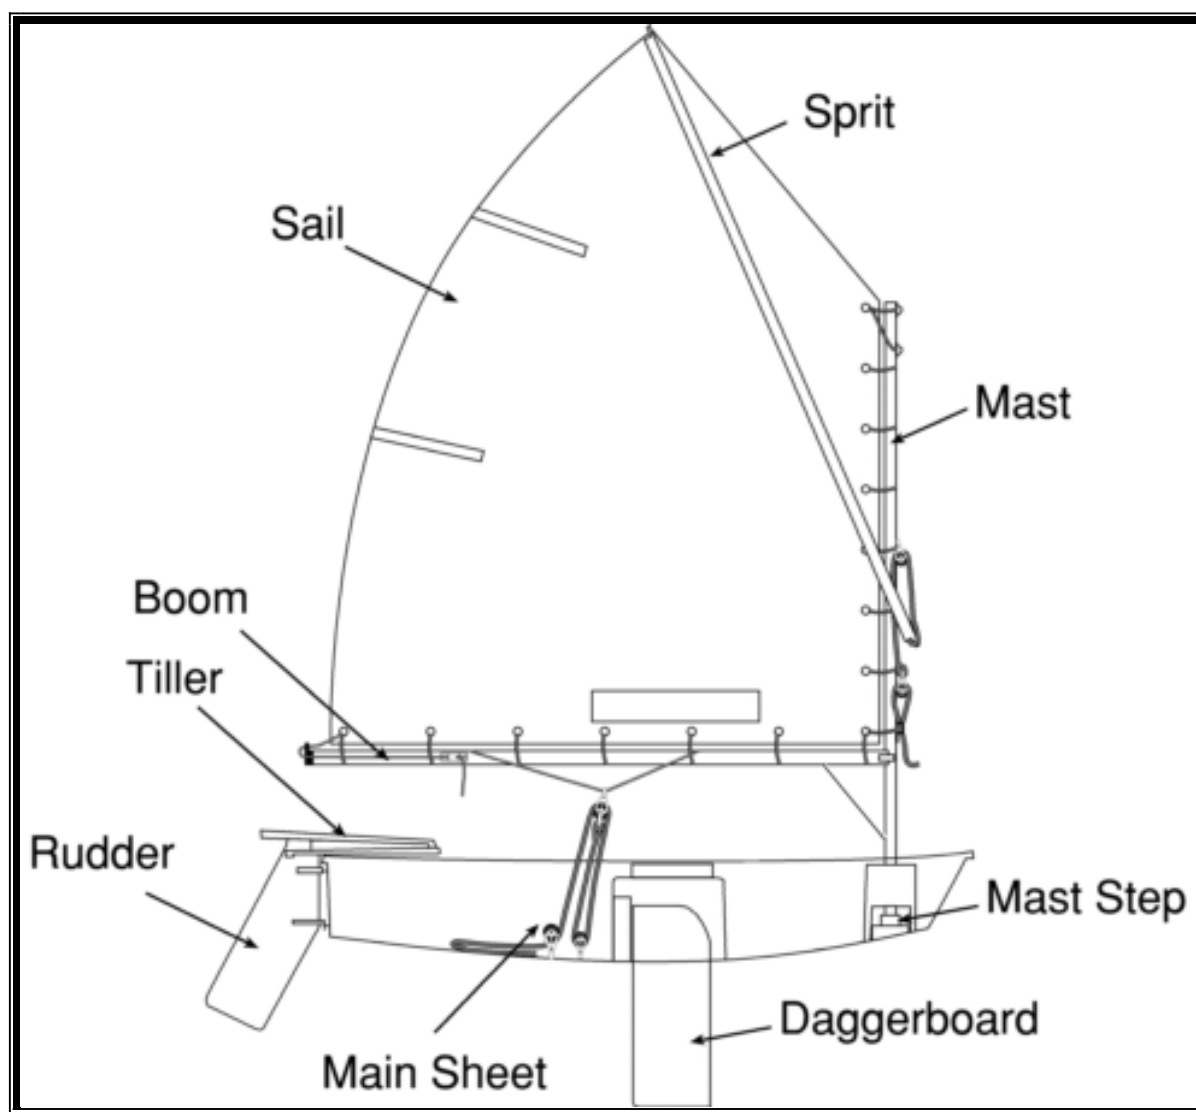 Sprit
Sail
Mast
Boom
Tiller
Rudder
Mast Step
Daggerboard
Main Sheet